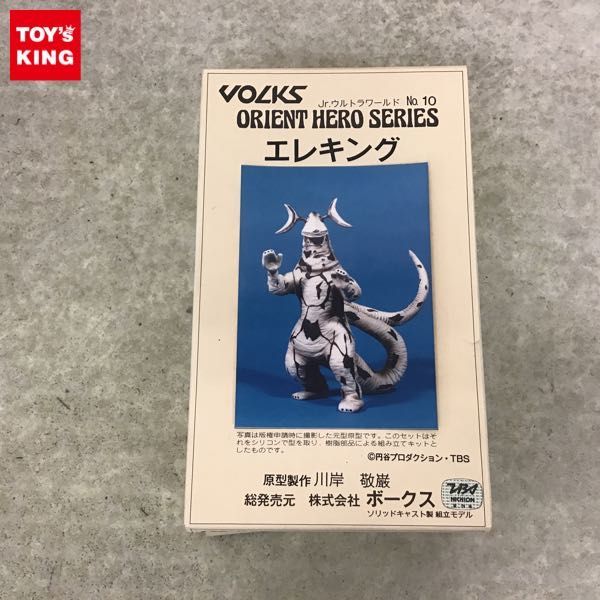 TOY's
KING
VOLKS
Jr.ウルトラワールド No. 10
ORIENT HERO SERIES
エレキング
写真は版権申請時に撮影した元型原型です。このセットはそ
れをシリコンで型を取り、樹脂部品による組み立てキットと
したものです。
©円谷プロダクション・TBS
原型製作 川岸 敬厳
総発売元 株式会社 ボークス
ソリッドキャスト製 組立モデル